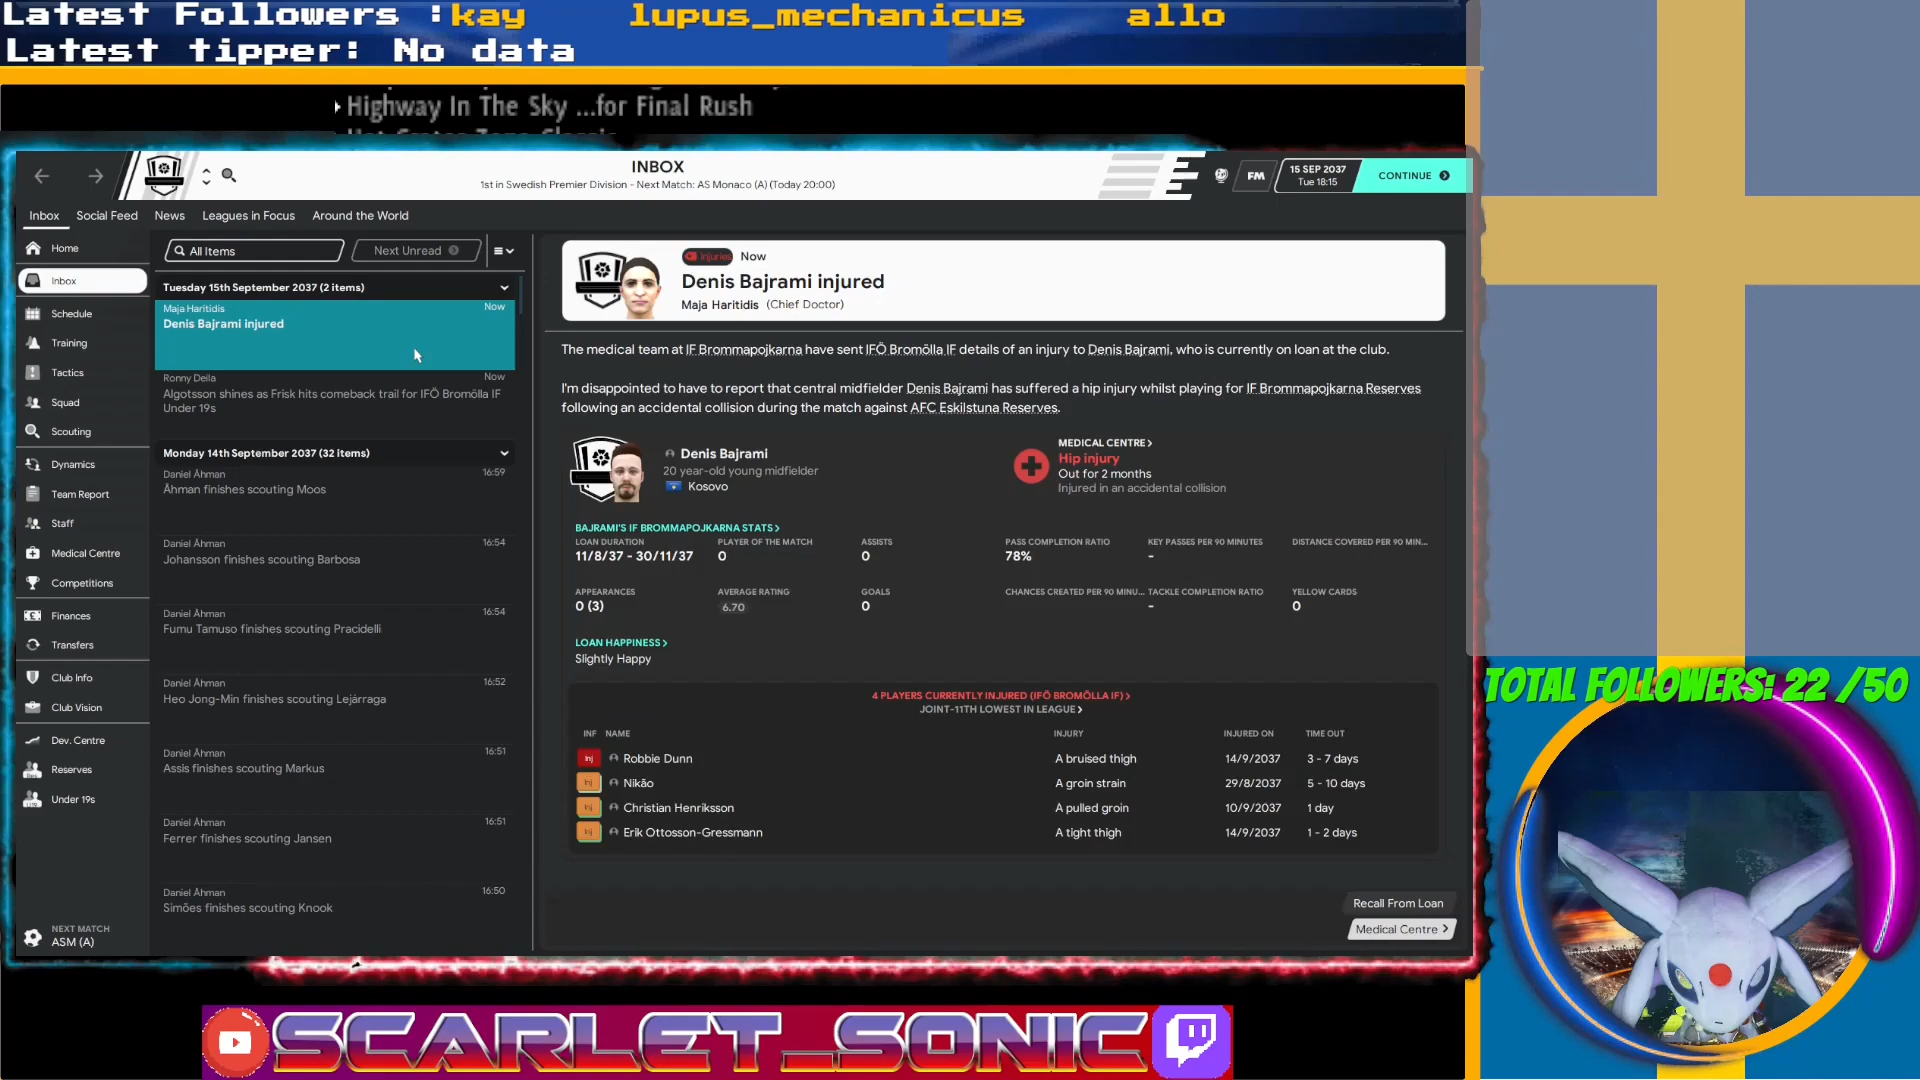 Latest Followers :kay lupus_mechanicus allo
Latest tipper: No data
Highway In The Sky ...for Final Rush
INBOX
1st in Swedish Premier Division - Next Match: AS Monaco (A) (Today 20:00)
FM
15 SEP 2037
Tue 18:15
CONTINUE
Inbox Social Feed News Leagues in Focus Around the World
Home
Inbox
Schedule
Training
Tactics
Squad
Scouting
Dynamics
Team Report
Staff
Medical Centre
Competitions
Finances
Transfers
Club Info
Club Vision
Dev. Centre
Reserves
Under 19s
NEXT MATCH
ASM (A)
All Items
Next Unread
Tuesday 15th September 2037 (2 items)
Maja Haritidis Now
Denis Bajrami injured
Ronny Deila Now
Algotsson shines as Frisk hits comeback trail for IFÖ Bromölla IF
Under 19s
Monday 14th September 2037 (32 items)
Daniel Åhman 16:59
Åhman finishes scouting Moos
Daniel Åhman 16:54
Johansson finishes scouting Barbosa
Daniel Åhman 16:54
Fumu Tamuso finishes scouting Pracidelli
Daniel Åhman 16:52
Heo Jong-Min finishes scouting Lejárraga
Daniel Åhman 16:51
Assis finishes scouting Markus
Daniel Åhman 16:51
Ferrer finishes scouting Jansen
Daniel Åhman 16:50
Simões finishes scouting Knook
Injuries Now
Denis Bajrami injured
Maja Haritidis (Chief Doctor)
The medical team at IF Brommapojkarna have sent IFÖ Bromölla IF details of an injury to Denis Bajrami, who is currently on loan at the club.
I'm disappointed to have to report that central midfielder Denis Bajrami has suffered a hip injury whilst playing for IF Brommapojkarna Reserves
following an accidental collision during the match against AFC Eskilstuna Reserves.
Denis Bajrami
20 year-old young midfielder
Kosovo
MEDICAL CENTRE
Hip injury
Out for 2 months
Injured in an accidental collision
BAJRAMI'S IF BROMMAPOJKARNA STATS
LOAN DURATION PLAYER OF THE MATCH ASSISTS PASS COMPLETION RATIO KEY PASSES PER 90 MINUTES DISTANCE COVERED PER 90 MIN...
11/8/37 - 30/11/37 0 0 78% - -
APPEARANCES AVERAGE RATING GOALS CHANCES CREATED PER 90 MINU... TACKLE COMPLETION RATIO YELLOW CARDS
0 (3) 6.70 0 - 0
LOAN HAPPINESS
Slightly Happy
4 PLAYERS CURRENTLY INJURED (IFÖ BROMÖLLA IF)
JOINT-11TH LOWEST IN LEAGUE
INF NAME INJURY INJURED ON TIME OUT
Inj Robbie Dunn A bruised thigh 14/9/2037 3 - 7 days
Inj Nikão A groin strain 29/8/2037 5 - 10 days
Inj Christian Henriksson A pulled groin 10/9/2037 1 day
Inj Erik Ottosson-Gressmann A tight thigh 14/9/2037 1 - 2 days
Recall From Loan
Medical Centre
TOTAL FOLLOWERS: 22 /50
SCARLET_SONIC